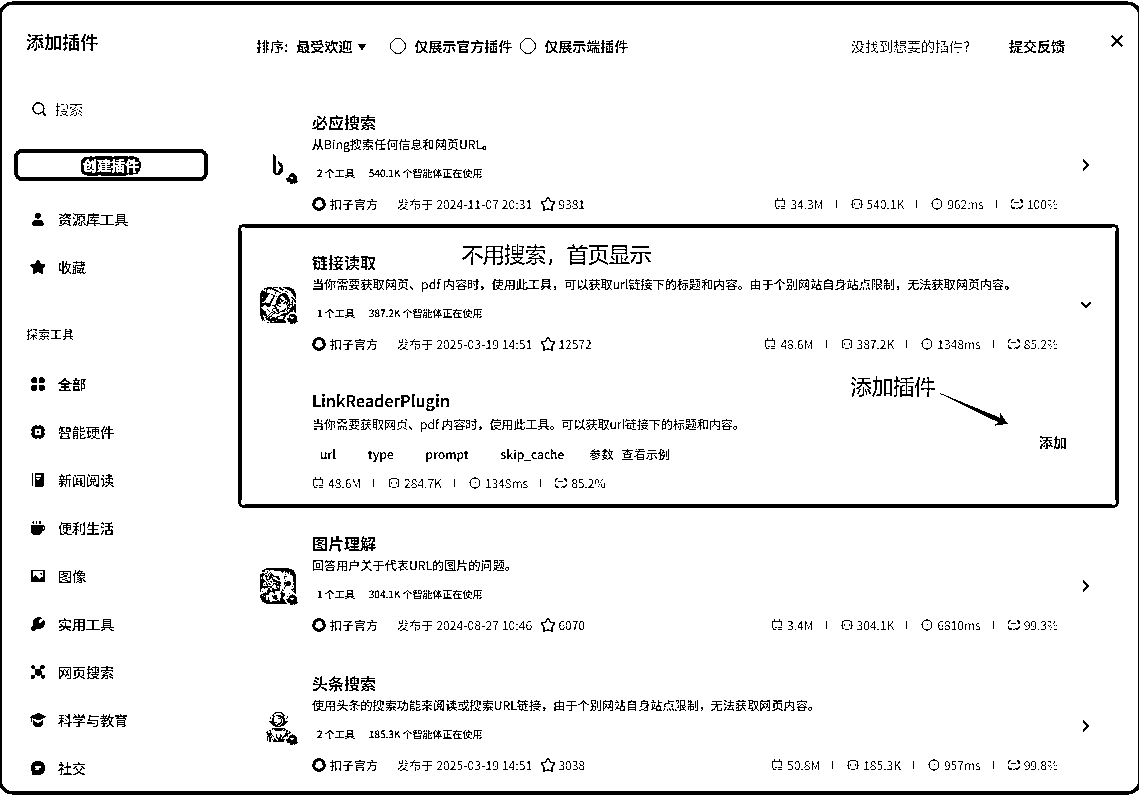 添加插件
排序: 最受欢迎 仅展示官方插件 仅展示端插件 没找到想要的插件? 提交反馈
搜索
创建插件
资源库工具
收藏
探索工具
全部
智能硬件
新闻阅读
便利生活
图像
实用工具
网页搜索
科学与教育
社交
必应搜索
从Bing搜索任何信息和网页URL。
2个工具 540.1K个智能体正在使用
扣子官方 发布于 2024-11-07 20:31 9381 34.3M 540.1K 962ms 100%
不用搜索，首页显示
链接读取
当你需要获取网页、pdf内容时，使用此工具，可以获取url链接下的标题和内容。由于个别网站自身站点限制，无法获取网页内容。
1个工具 387.2K个智能体正在使用
扣子官方 发布于 2025-03-19 14:51 12572 48.6M 387.2K 1348ms 85.2%
添加插件
LinkReaderPlugin
当你需要获取网页、pdf内容时，使用此工具。可以获取url链接下的标题和内容。
添加
url type prompt skip_cache 参数 查看示例
48.6M 284.7K 1348ms 85.2%
图片理解
回答用户关于代表URL的图片的问题。
1个工具 304.1K个智能体正在使用
扣子官方 发布于 2024-08-27 10:46 6070 3.4M 304.1K 6810ms 99.3%
头条搜索
使用头条的搜索功能来阅读或搜索URL链接，由于个别网站自身站点限制，无法获取网页内容。
2个工具 185.3K个智能体正在使用
扣子官方 发布于 2025-03-19 14:51 3038 50.8M 185.3K 957ms 99.8%